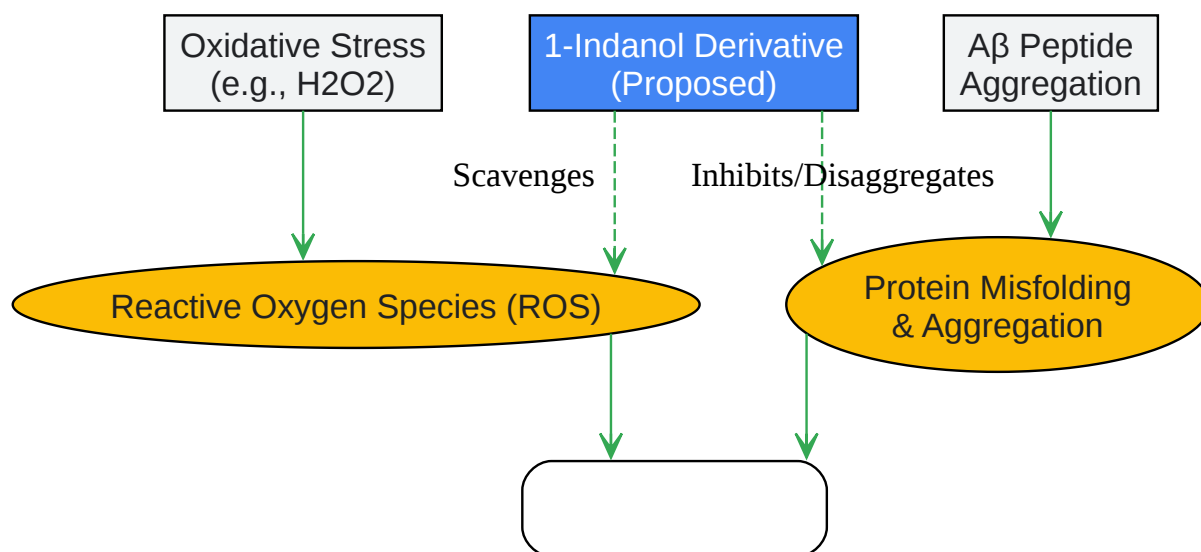 Oxidative Stress
(e.g., H2O2)
1-Indanol Derivative
(Proposed)
Aβ Peptide
Aggregation
Scavenges
Inhibits/Disaggregates
Reactive Oxygen Species (ROS)
Protein Misfolding
& Aggregation